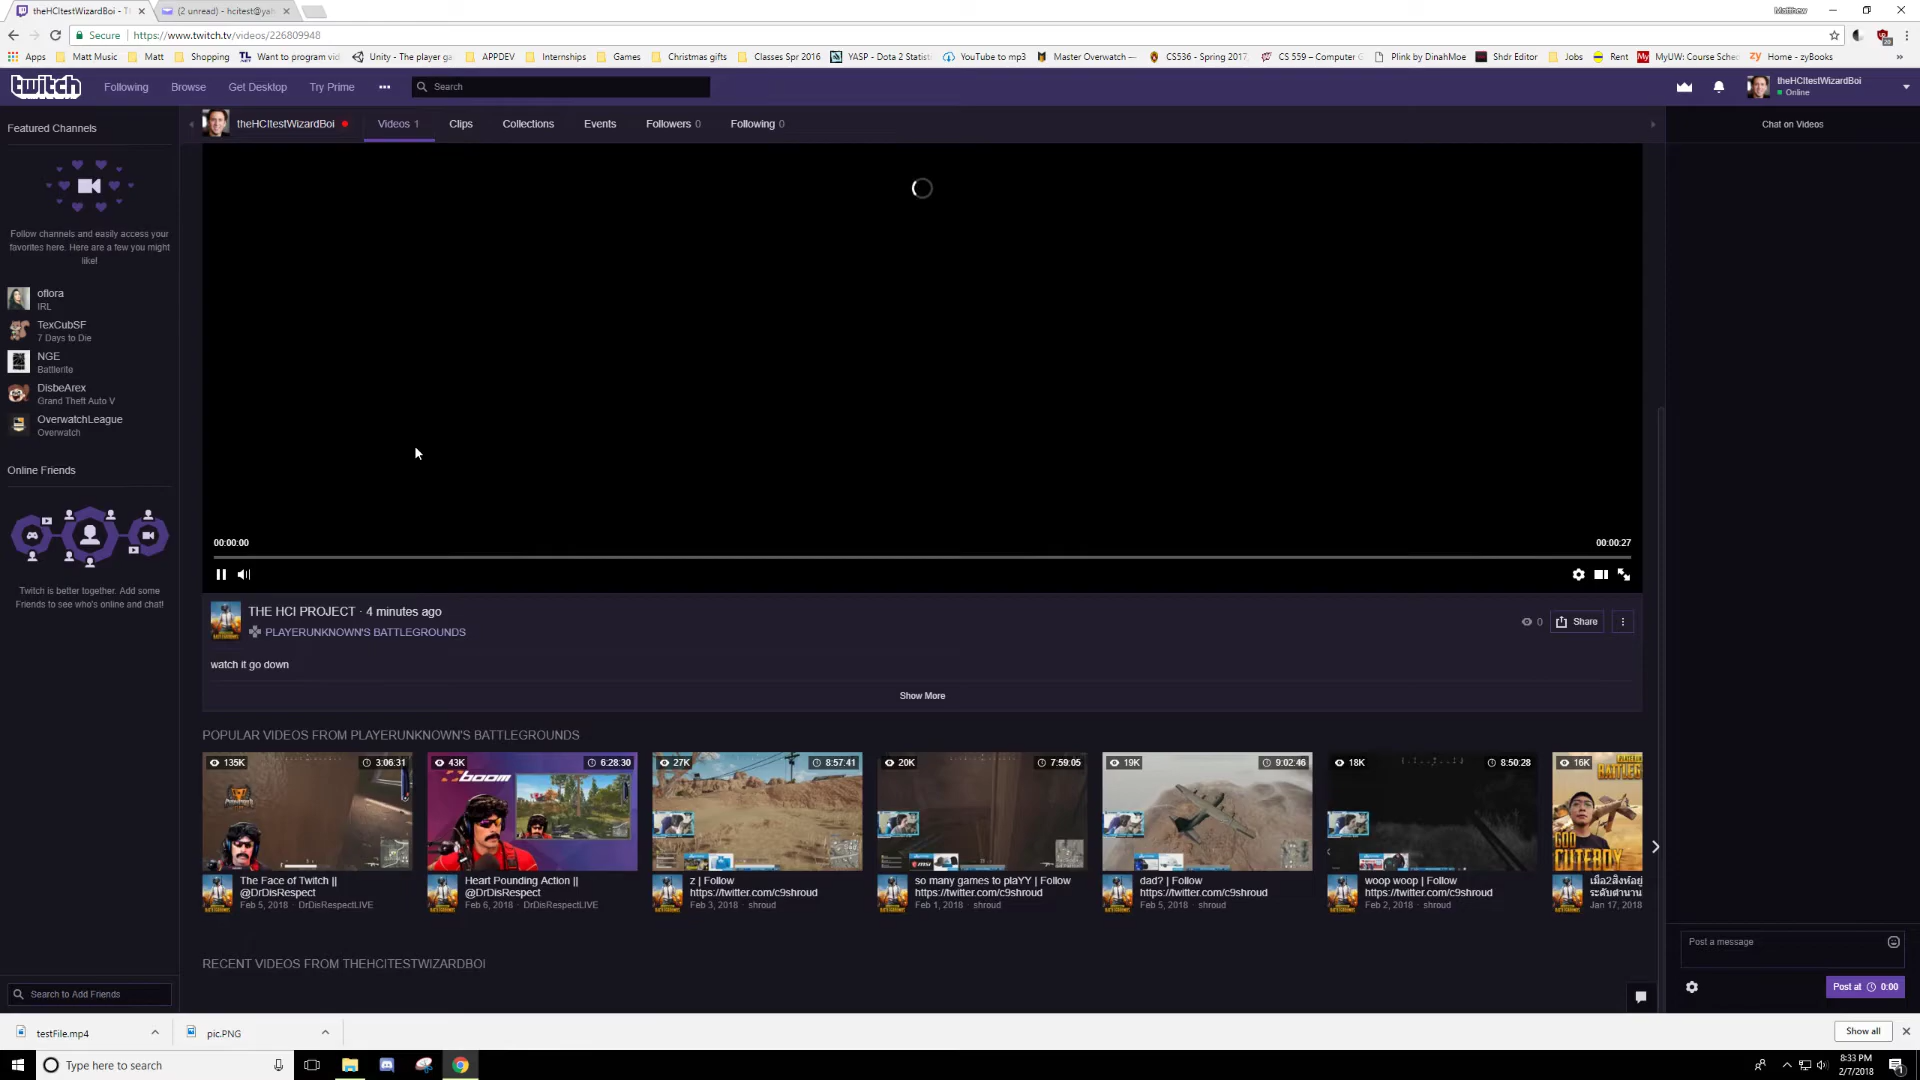 theHCItestWizardBoi - T
(2 unread) - hcitest@yah
Matthew
Secure
https://www.twitch.tv/videos/226809948
Apps
Matt Music
Matt
Shopping
Want to program vid
Unity - The player ga
APPDEV
Internships
Games
Christmas gifts
Classes Spr 2016
YASP - Dota 2 Statist
YouTube to mp3
Master Overwatch —
CS536 - Spring 2017
CS 559 – Computer G
Plink by DinahMoe
Shdr Editor
Jobs
Rent
MyUW: Course Sched
Home - zyBooks
twitch
Following
Browse
Get Desktop
Try Prime
Search
theHCItestWizardBoi
Online
Featured Channels
theHCItestWizardBoi
Videos 1
Clips
Collections
Events
Followers 0
Following 0
Chat on Videos
Follow channels and easily access your
favorites here. Here are a few you might
like!
oflora
IRL
TexCubSF
7 Days to Die
NGE
Battlerite
DisbeArex
Grand Theft Auto V
OverwatchLeague
Overwatch
Online Friends
Twitch is better together. Add some
Friends to see who's online and chat!
00:00:00
00:00:27
THE HCI PROJECT · 4 minutes ago
PLAYERUNKNOWN'S BATTLEGROUNDS
0
Share
watch it go down
Show More
POPULAR VIDEOS FROM PLAYERUNKNOWN'S BATTLEGROUNDS
135K
3:06:31
The Face of Twitch ||
@DrDisRespect
Feb 5, 2018 · DrDisRespectLIVE
43K
6:28:30
Heart Pounding Action ||
@DrDisRespect
Feb 6, 2018 · DrDisRespectLIVE
27K
8:57:41
z | Follow
https://twitter.com/c9shroud
Feb 3, 2018 · shroud
20K
7:59:05
so many games to plaYY | Follow
https://twitter.com/c9shroud
Feb 1, 2018 · shroud
19K
9:02:46
dad? | Follow
https://twitter.com/c9shroud
Feb 5, 2018 · shroud
18K
8:50:28
woop woop | Follow
https://twitter.com/c9shroud
Feb 2, 2018 · shroud
16K
CUTEBOY
Jan 17, 2018
RECENT VIDEOS FROM THEHCITESTWIZARDBOI
Search to Add Friends
Post a message
Post at 0:00
testFile.mp4
pic.PNG
Show all
Type here to search
8:33 PM
2/7/2018